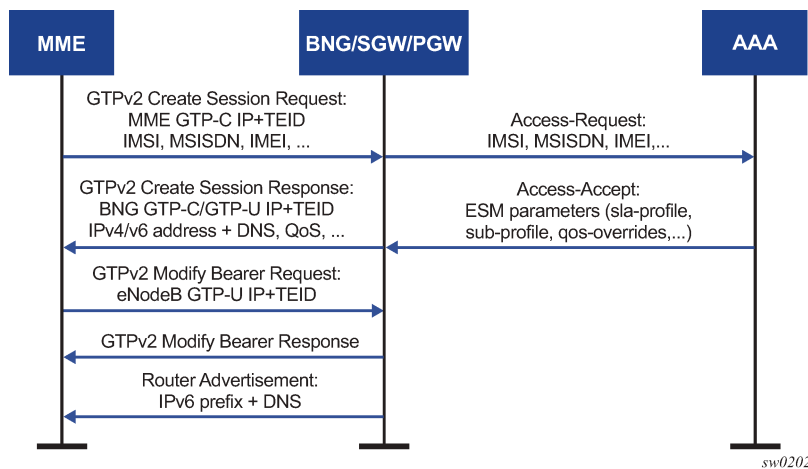 MME
BNG/SGW/PGW
AAA
GTPv2 Create Session Request:
MME GTP-C IP+TEID
IMSI, MSISDN, IMEI, ...
Access-Request:
IMSI, MSISDN, IMEI,...
GTPv2 Create Session Response:
BNG GTP-C/GTP-U IP+TEID
IPv4/v6 address + DNS, QoS, ...
Access-Accept:
ESM parameters (sla-profile,
sub-profile, qos-overrides,...)
GTPv2 Modify Bearer Request:
eNodeB GTP-U IP+TEID
GTPv2 Modify Bearer Response
Router Advertisement:
IPv6 prefix + DNS
sw0202